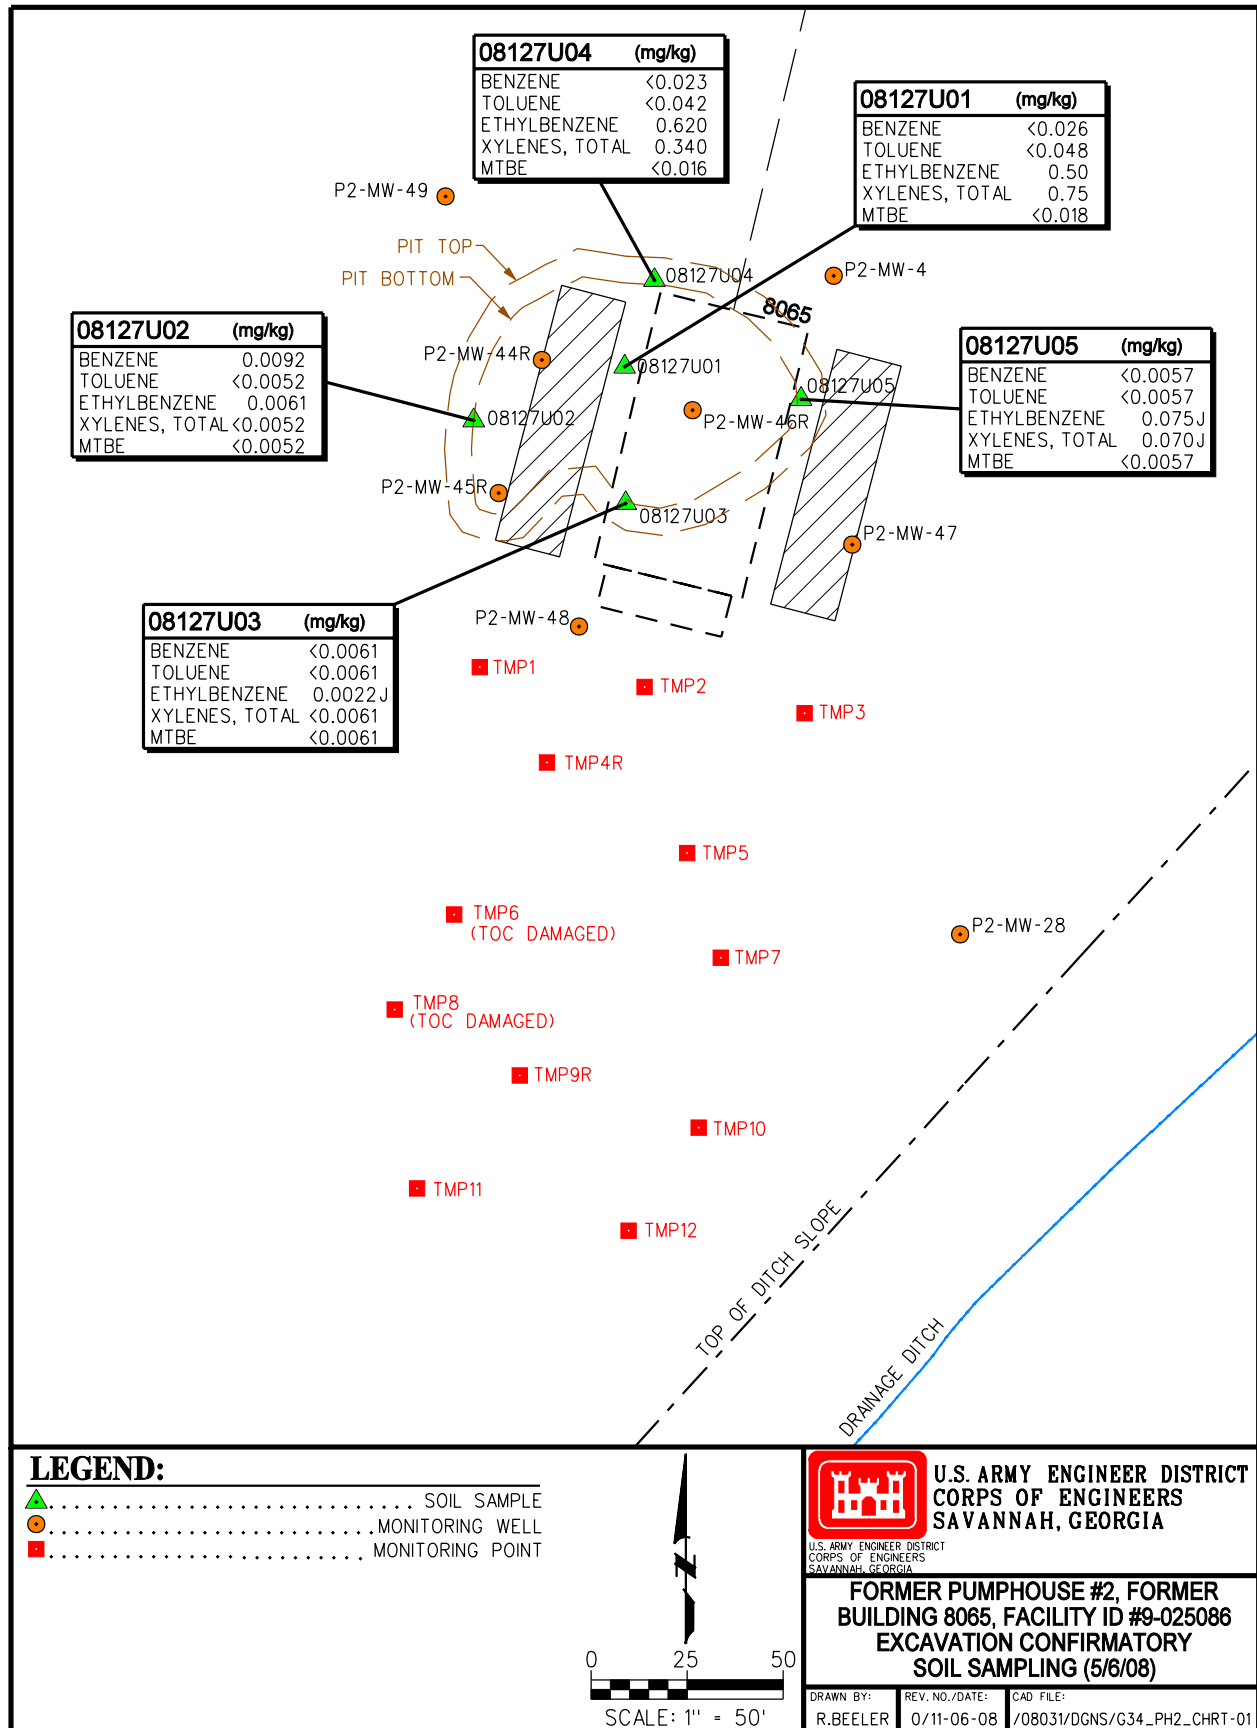 08127U04 (mg/kg)
BENZENE <0.023
TOLUENE <0.042
ETHYLBENZENE 0.620
XYLENES, TOTAL 0.340
MTBE <0.016
08127U01 (mg/kg)
BENZENE <0.026
TOLUENE <0.048
ETHYLBENZENE 0.50
XYLENES, TOTAL 0.75
MTBE <0.018
P2-MW-49
PIT TOP
PIT BOTTOM
08127U04
P2-MW-4
8065
08127U02 (mg/kg)
BENZENE 0.0092
TOLUENE <0.0052
ETHYLBENZENE 0.0061
XYLENES, TOTAL <0.0052
MTBE <0.0052
P2-MW-44R
08127U01
08127U05
08127U05 (mg/kg)
BENZENE <0.0057
TOLUENE <0.0057
ETHYLBENZENE 0.075J
XYLENES, TOTAL 0.070J
MTBE <0.0057
08127U02
P2-MW-46R
P2-MW-45R
08127U03
P2-MW-47
08127U03 (mg/kg)
BENZENE <0.0061
TOLUENE <0.0061
ETHYLBENZENE 0.0022J
XYLENES, TOTAL <0.0061
MTBE <0.0061
P2-MW-48
TMP1
TMP2
TMP3
TMP4R
TMP5
TMP6
(TOC DAMAGED)
P2-MW-28
TMP7
TMP8
(TOC DAMAGED)
TMP9R
TMP10
TMP11
TMP12
TOP OF DITCH SLOPE
DRAINAGE DITCH
LEGEND:
SOIL SAMPLE
MONITORING WELL
MONITORING POINT
N
0 25 50
SCALE: 1" = 50'
U.S. ARMY ENGINEER DISTRICT
CORPS OF ENGINEERS
SAVANNAH, GEORGIA
U.S. ARMY ENGINEER DISTRICT
CORPS OF ENGINEERS
SAVANNAH, GEORGIA
FORMER PUMPHOUSE #2, FORMER
BUILDING 8065, FACILITY ID #9-025086
EXCAVATION CONFIRMATORY
SOIL SAMPLING (5/6/08)
DRAWN BY:
R.BEELER
REV. NO./DATE:
0/11-06-08
CAD FILE:
/08031/DGNS/G34_PH2_CHRT-01